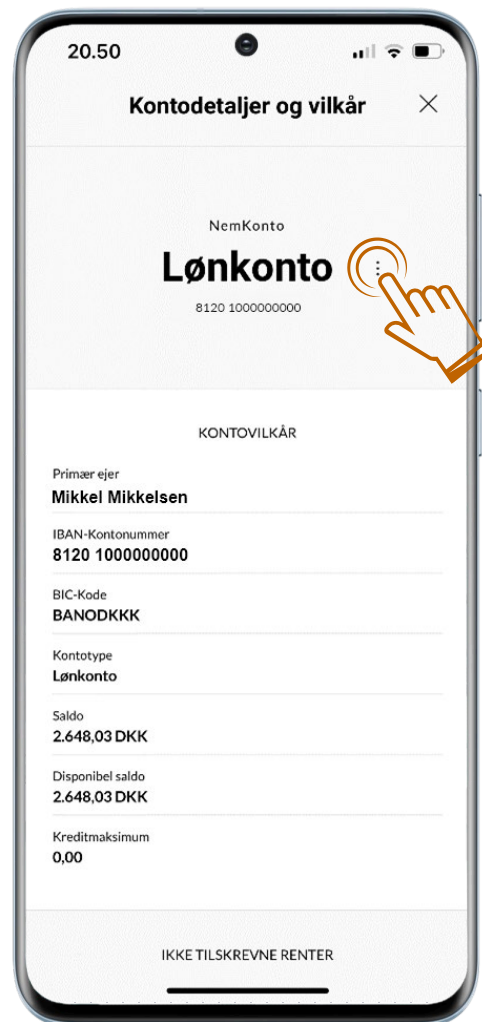 20.50
Kontodetaljer og vilkår
NemKonto
Lønkonto
8120 1000000000
KONTOVILKÅR
Primær ejer
Mikkel Mikkelsen
IBAN-Kontonummer
8120 1000000000
BIC-Kode
BANODKKK
Kontotype
Lønkonto
Saldo
2.648,03 DKK
Disponibel saldo
2.648,03 DKK
Kreditmaksimum
0,00
IKKE TILSKREVNE RENTER